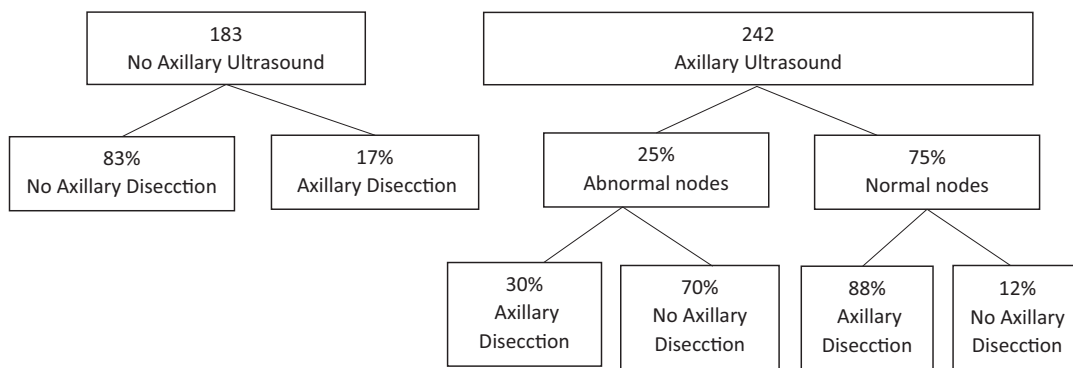 183
No Axillary Ultrasound
242
Axillary Ultrasound
83%
No Axillary Disecction
17%
Axillary Disecction
25%
Abnormal nodes
75%
Normal nodes
30%
Axillary
Disecction
70%
No Axillary
Disecction
88%
Axillary
Disecction
12%
No Axillary
Disecction